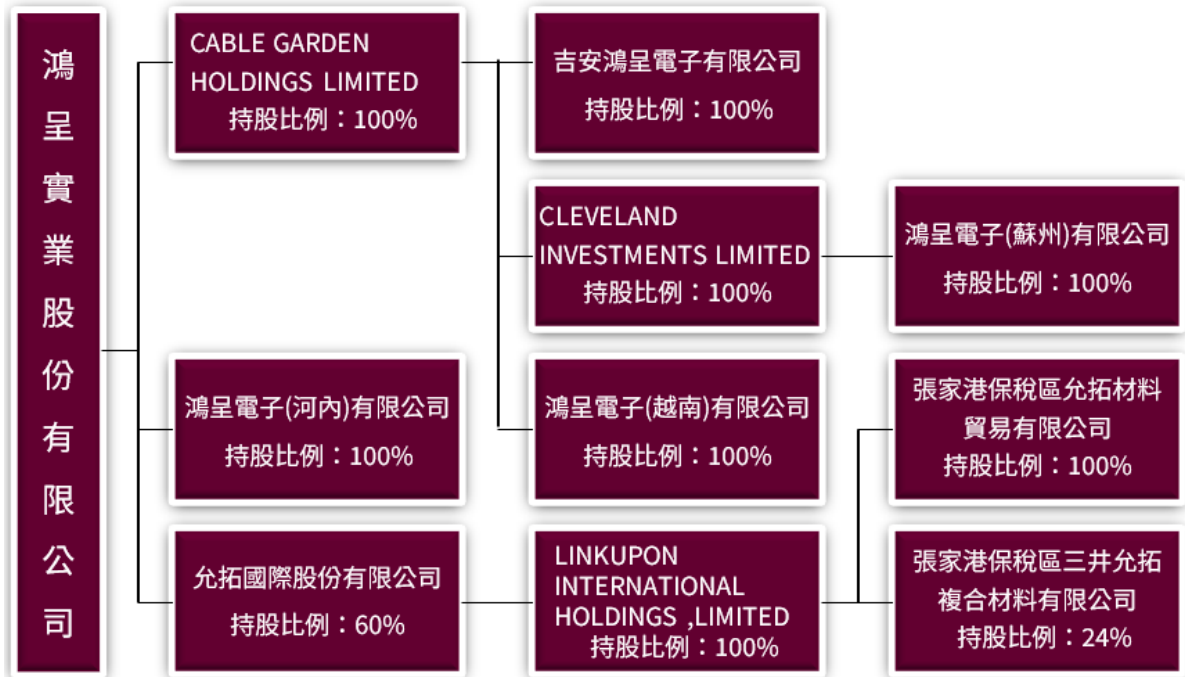 鴻呈實業股份有限公司
CABLE GARDEN
HOLDINGS LIMITED
持股比例：100%
吉安鴻呈電子有限公司
持股比例：100%
CLEVELAND
INVESTMENTS LIMITED
持股比例：100%
鴻呈電子(蘇州)有限公司
持股比例：100%
鴻呈電子(越南)有限公司
持股比例：100%
鴻呈電子(河內)有限公司
持股比例：100%
允拓國際股份有限公司
持股比例：60%
LINKUPON
INTERNATIONAL
HOLDINGS ,LIMITED
持股比例：100%
張家港保稅區允拓材料
貿易有限公司
持股比例：100%
張家港保稅區三井允拓
複合材料有限公司
持股比例：24%